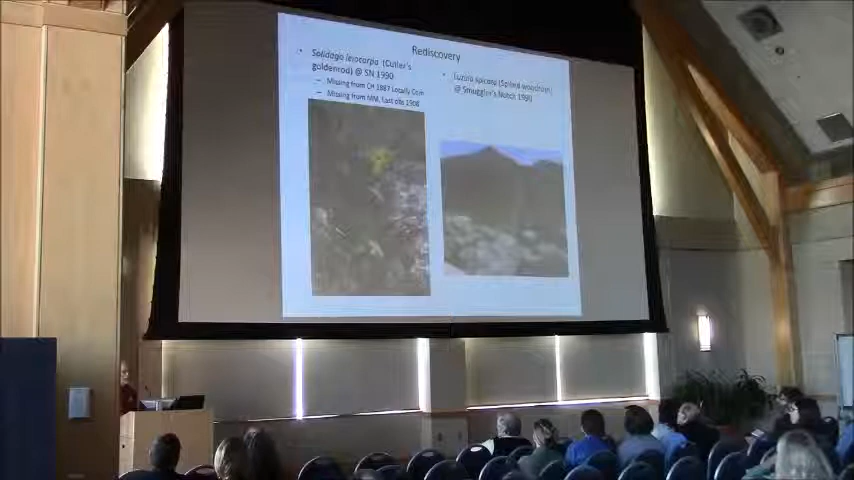 Rediscovery
• Solidago leiocarpa (Cutler's
goldenrod) @ SN 1990
– Missing from CH 1887 Locally Com
– Missing from MM, Last obs 1908
• Luzula spicata (Spiked woodrush)
@ Smuggler's Notch 1990